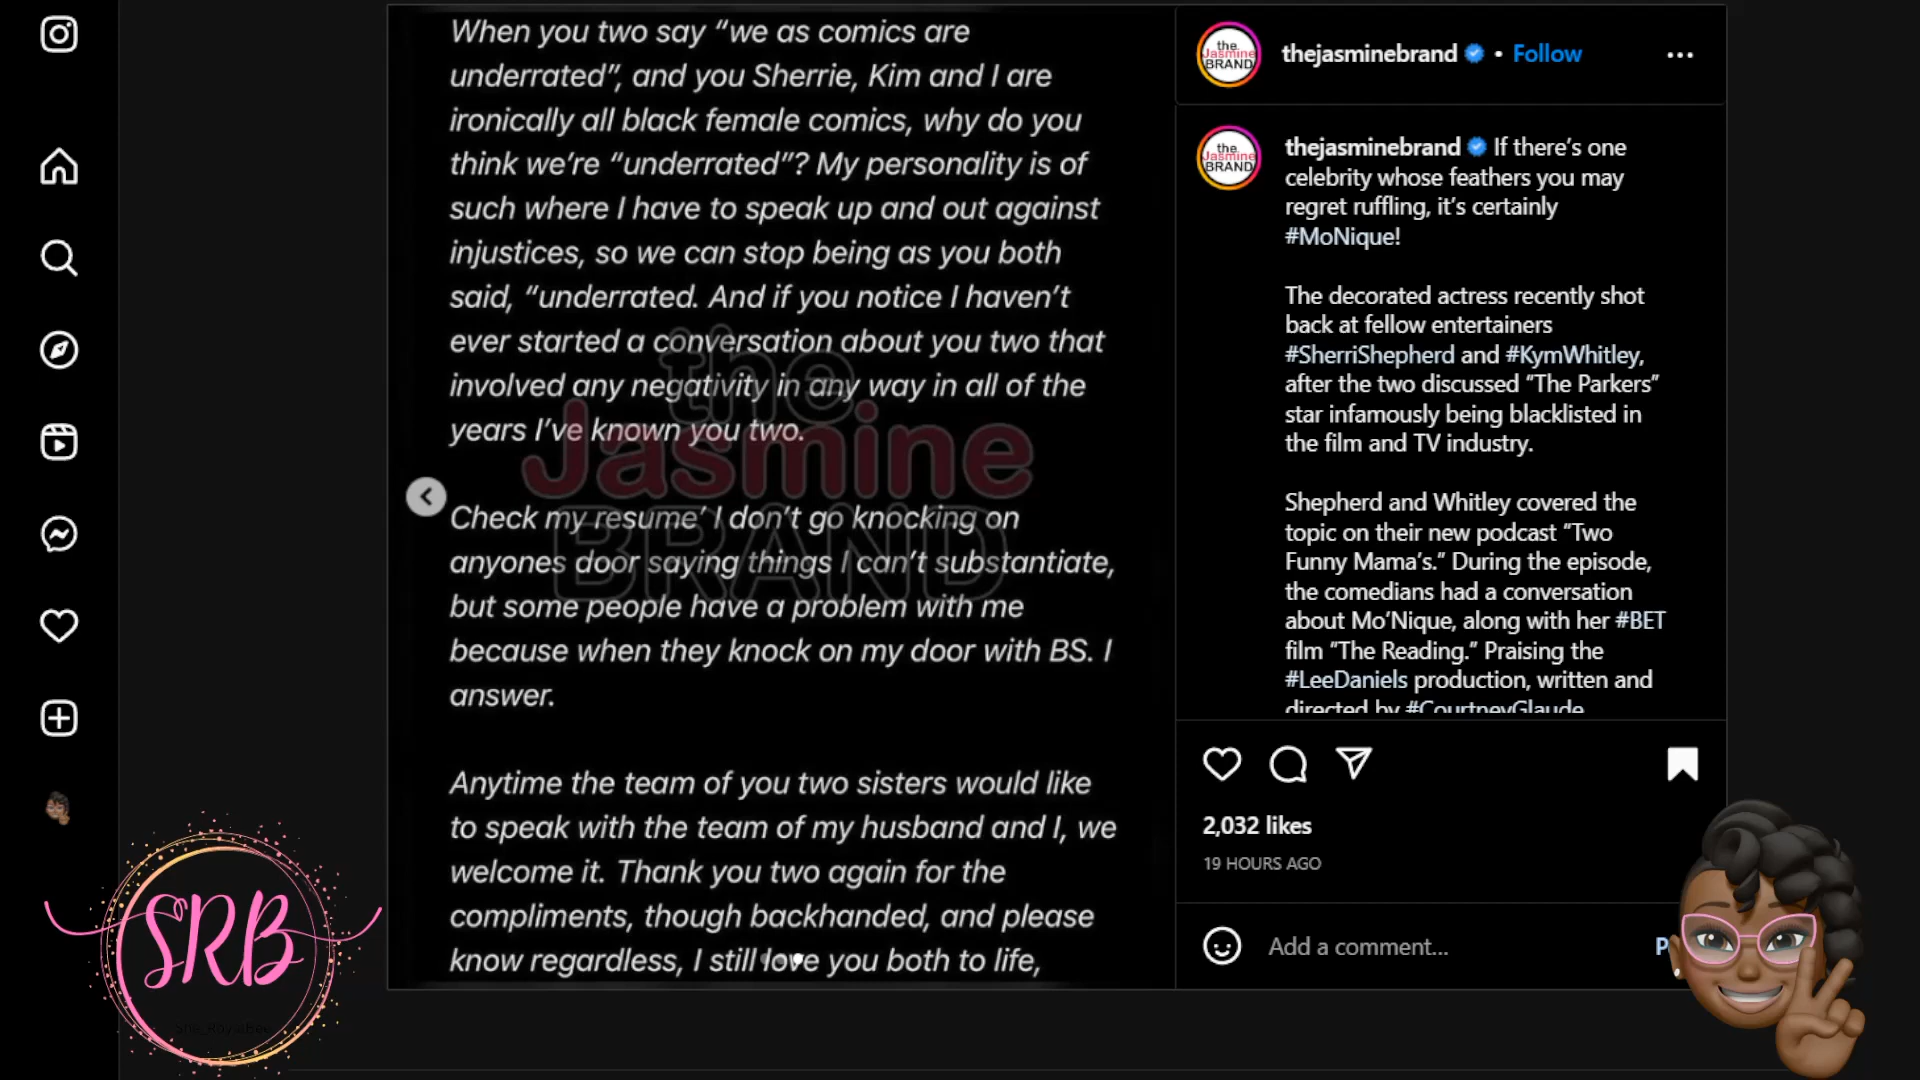 When you two say “we as comics are
underrated”, and you Sherrie, Kim and I are
ironically all black female comics, why do you
think we’re “underrated”? My personality is of
such where I have to speak up and out against
injustices, so we can stop being as you both
said, “underrated. And if you notice I haven’t
ever started a conversation about you two that
involved any negativity in any way in all of the
years I’ve known you two.
Check my resume’ I don’t go knocking on
anyones door saying things I can’t substantiate,
but some people have a problem with me
because when they knock on my door with BS. I
answer.
Anytime the team of you two sisters would like
to speak with the team of my husband and I, we
welcome it. Thank you two again for the
compliments, though backhanded, and please
know regardless, I still love you both to life,
the
Jasmine
BRAND
the
Jasmine
BRAND
thejasminebrand • Follow
the
Jasmine
BRAND
thejasminebrand If there’s one
celebrity whose feathers you may
regret ruffling, it’s certainly
#MoNique!
The decorated actress recently shot
back at fellow entertainers
#SherriShepherd and #KymWhitley,
after the two discussed “The Parkers”
star infamously being blacklisted in
the film and TV industry.
Shepherd and Whitley covered the
topic on their new podcast “Two
Funny Mama’s.” During the episode,
the comedians had a conversation
about Mo’Nique, along with her #BET
film “The Reading.” Praising the
#LeeDaniels production, written and
directed by #CourtneyGlaude
2,032 likes
19 HOURS AGO
Add a comment...
SRB